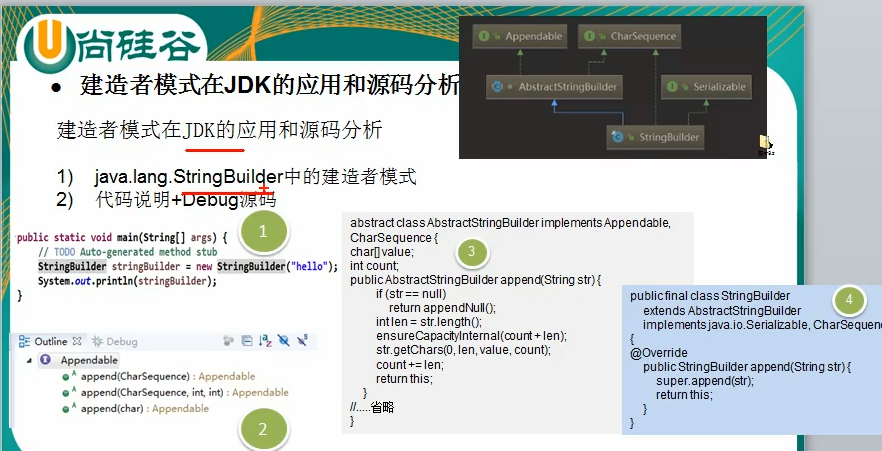 尚硅谷
● 建造者模式在JDK的应用和源码分析
建造者模式在JDK的应用和源码分析
1) java.lang.StringBuilder中的建造者模式
2) 代码说明+Debug源码
Appendable
CharSequence
AbstractStringBuilder
Serializable
StringBuilder
1
public static void main(String[] args) {
// TODO Auto-generated method stub
StringBuilder stringBuilder = new StringBuilder("hello");
System.out.println(stringBuilder);
}
Outline
Debug
Appendable
append(CharSequence) : Appendable
append(CharSequence, int, int) : Appendable
append(char) : Appendable
2
abstract class AbstractStringBuilder implements Appendable,
CharSequence {
char[] value;
int count;
public AbstractStringBuilder append(String str) {
if (str == null)
return appendNull();
int len = str.length();
ensureCapacityInternal(count + len);
str.getChars(0, len, value, count);
count += len;
return this;
}
//.....省略
}
3
public final class StringBuilder
extends AbstractStringBuilder
implements java.io.Serializable, CharSequence
{
@Override
public StringBuilder append(String str) {
super.append(str);
return this;
}
}
4